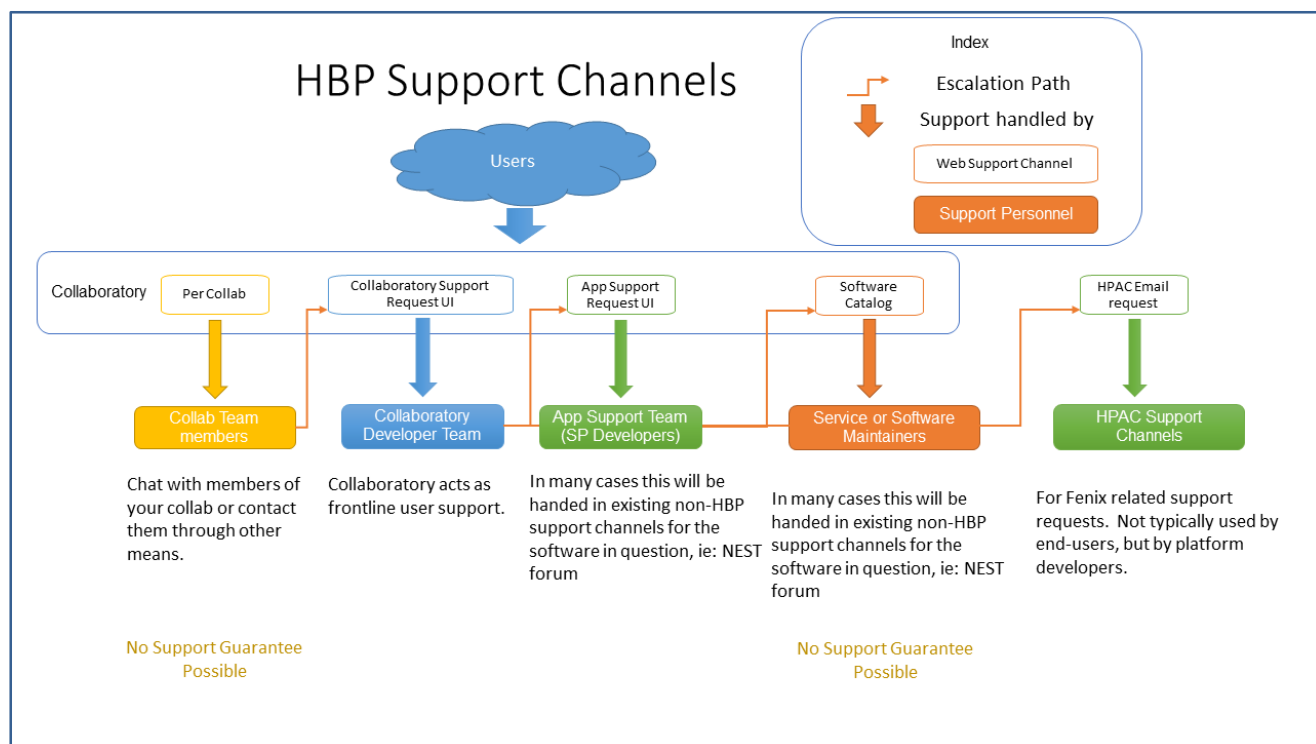 HBP Support Channels
Index
Escalation Path
Support handled by
Web Support Channel
Support Personnel
Users
Collaboratory
Per Collab
Collaboratory Support
Request UI
App Support
Request UI
Software
Catalog
HPAC Email
request
Collab Team
members
Collaboratory
Developer Team
App Support Team
(SP Developers)
Service or Software
Maintainers
HPAC Support
Channels
Chat with members of
your collab or contact
them through other
means.
Collaboratory acts as
frontline user support.
In many cases this will be
handed in existing non-HBP
support channels for the
software in question, ie: NEST
forum
In many cases this will be
handed in existing non-HBP
support channels for the
software in question, ie: NEST
forum
For Fenix related support
requests. Not typically used by
end-users, but by platform
developers.
No Support Guarantee
Possible
No Support Guarantee
Possible